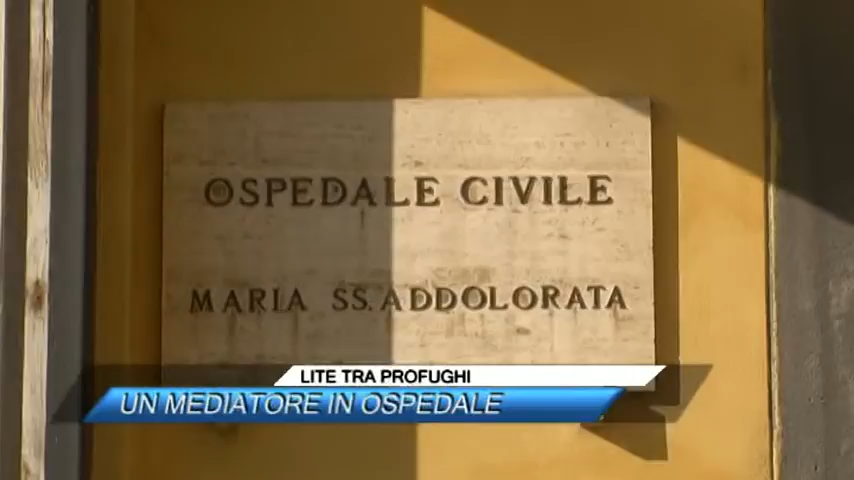 OSPEDALE CIVILE
MARIA SS. ADDOLORATA
LITE TRA PROFUGHI
UN MEDIATORE IN OSPEDALE